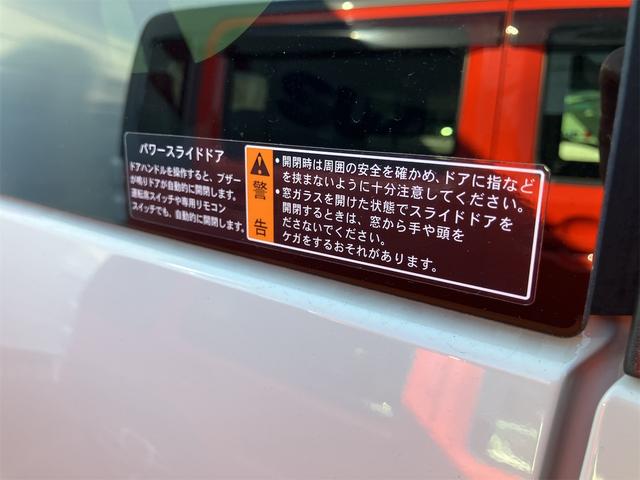 パワースライドドア
ドアハンドルを操作すると、ブザー
が鳴りドアが自動的に開閉します。
運転席スイッチや専用リモコン
スイッチでも、自動的に開閉します。
警告
・開閉時は周囲の安全を確かめ、ドアに指など
を挟まないように十分注意してください。
・窓ガラスを開けた状態でスライドドアを
開閉するときは、窓から手や頭を
ださないでください。
ケガをするおそれがあります。